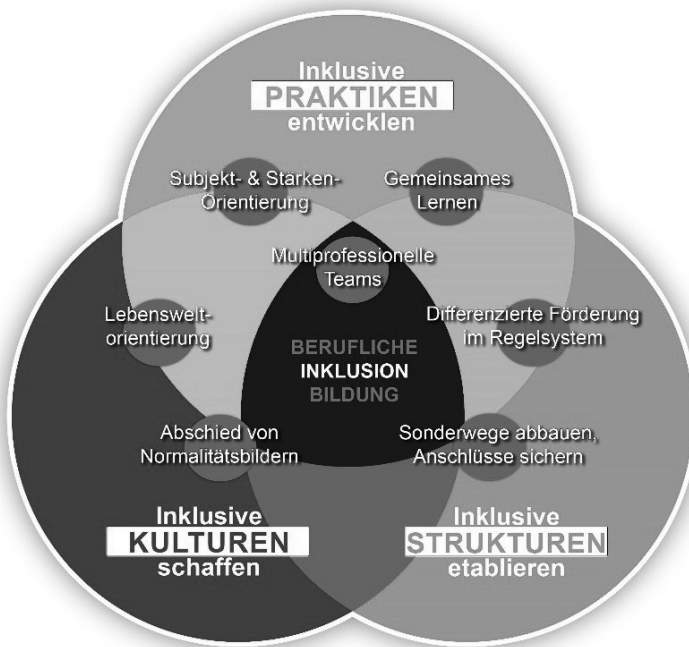 Inklusive
PRAKTIKEN
entwicklen
Subjekt- & Stärken-
Orientierung
Gemeinsames
Lernen
Multiprofessionelle
Teams
Lebenswelt-
orientierung
Differenzierte Förderung
im Regelsystem
BERUFLICHE
INKLUSION
BILDUNG
Abschied von
Normalitätsbildern
Sonderwege abbauen,
Anschlüsse sichern
Inklusive
KULTUREN
schaffen
Inklusive
STRUKTUREN
etablieren